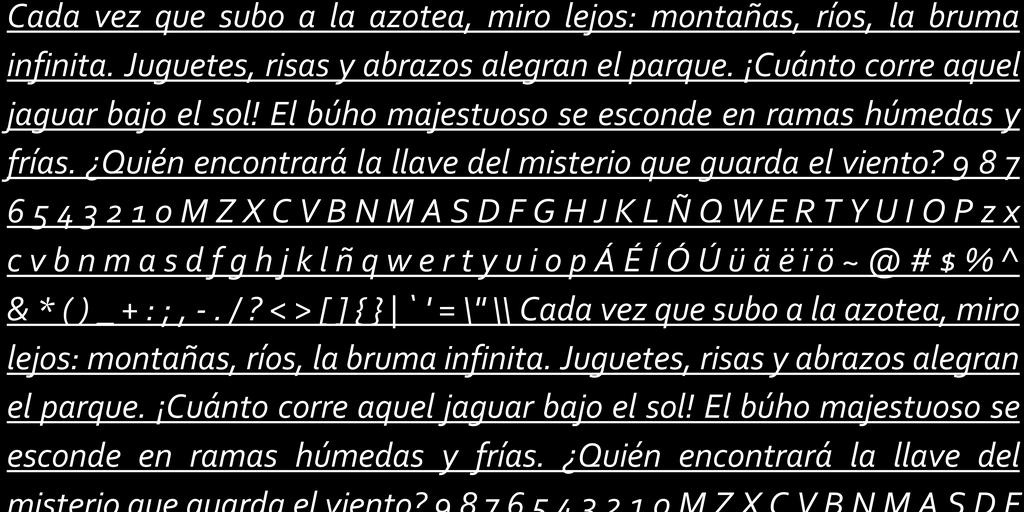 Cada vez que subo a la azotea, miro lejos: montañas, ríos, la bruma
infinita. Juguetes, risas y abrazos alegran el parque. ¡Cuánto corre aquel
jaguar bajo el sol! El búho majestuoso se esconde en ramas húmedas y
frías. ¿Quién encontrará la llave del misterio que guarda el viento? 9 8 7
6 5 4 3 2 1 0 M Z X C V B N M A S D F G H J K L Ñ Q W E R T Y U I O P z x
c v b n m a s d f g h j k l ñ q w e r t y u i o p Á É Í Ó Ú ü ä ë ï ö ~ @ # $ % ^
& * ( ) _ + : ; , - . / ? < > [ ] { } | ` ' = \" \\ Cada vez que subo a la azotea, miro
lejos: montañas, ríos, la bruma infinita. Juguetes, risas y abrazos alegran
el parque. ¡Cuánto corre aquel jaguar bajo el sol! El búho majestuoso se
esconde en ramas húmedas y frías. ¿Quién encontrará la llave del
misterio que guarda el viento? 9 8 7 6 5 4 3 2 1 0 M Z X C V B N M A S D F